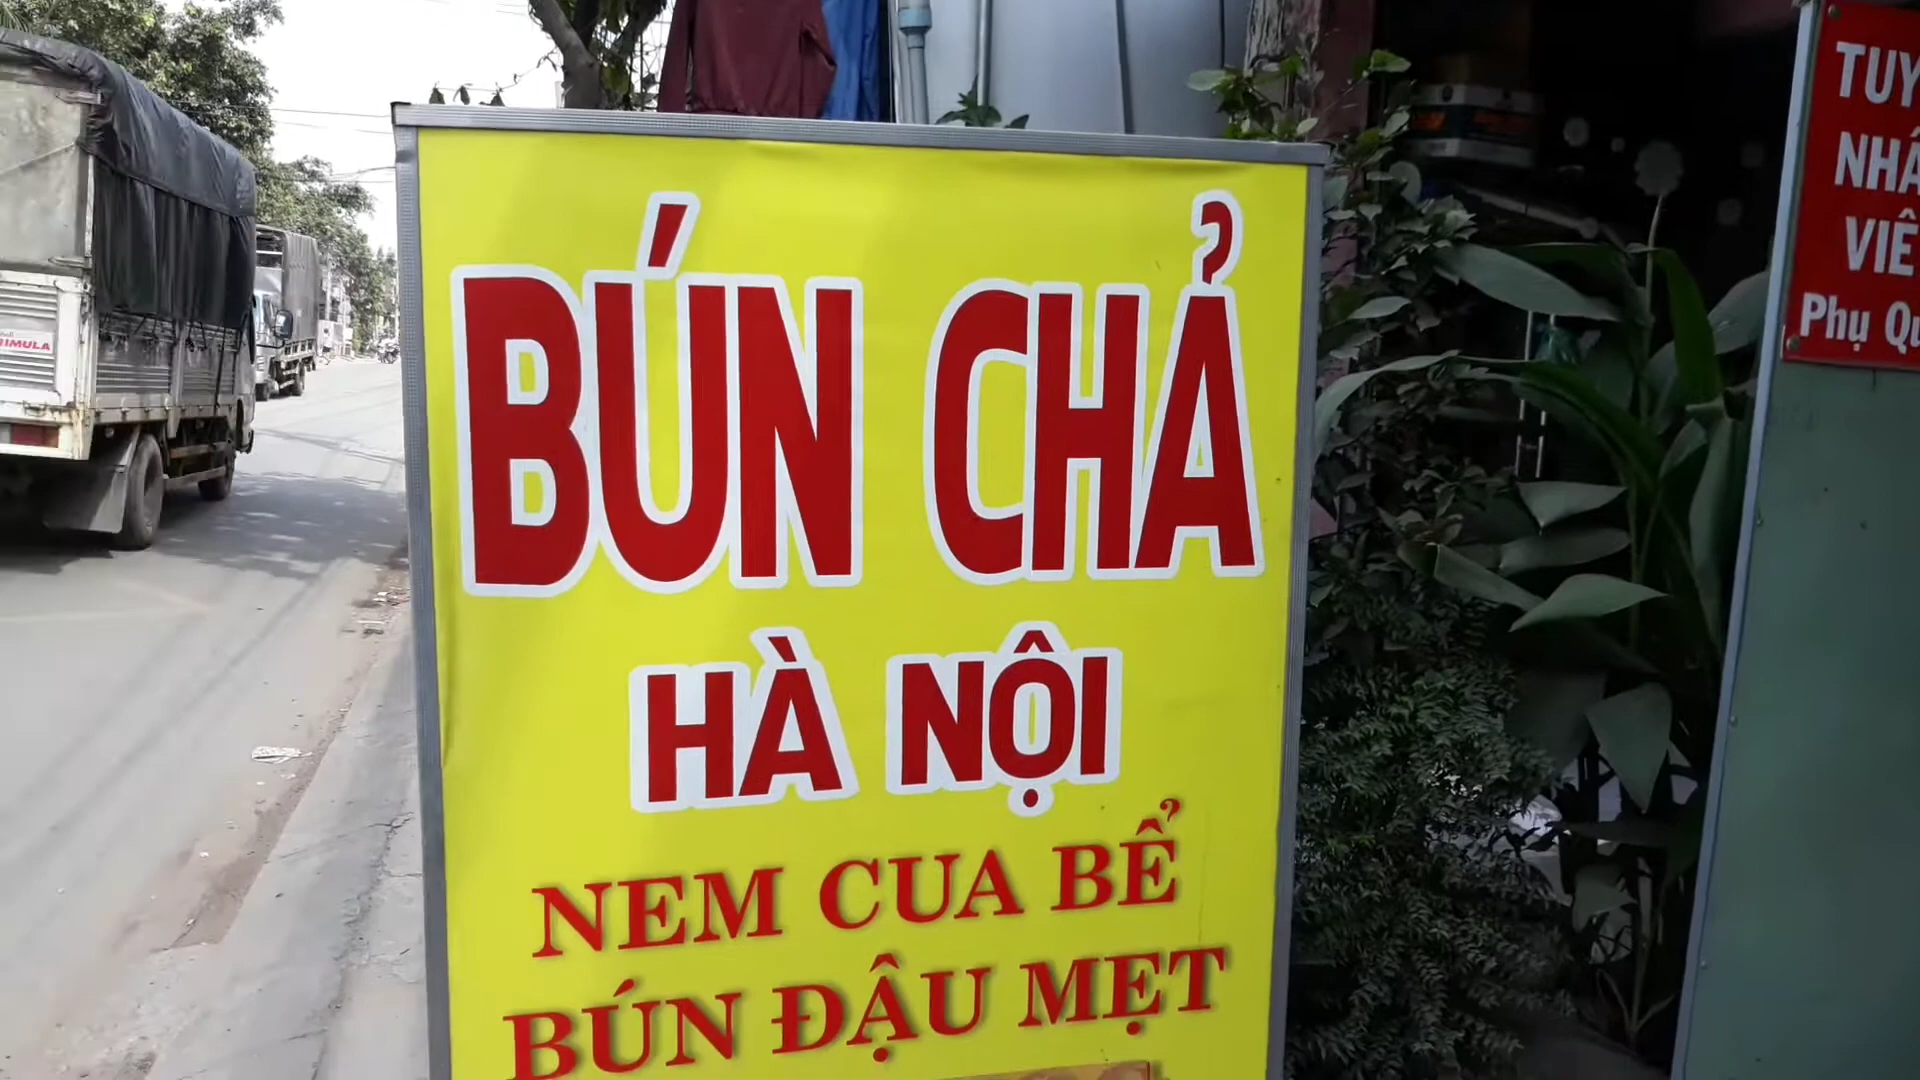 BÚN CHẢ
HÀ NỘI
NEM CUA BỂ
BÚN ĐẬU MẸT
NHÂ
VIÊ
Phụ
TUY